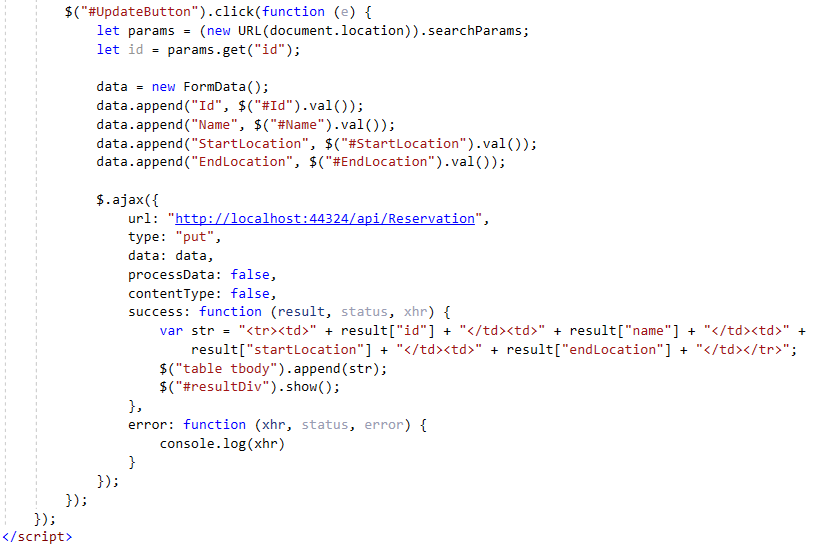 $("#UpdateButton").click(function (e) {
let params = (new URL(document.location)).searchParams;
let id = params.get("id");
data = new FormData();
data.append("Id", $("#Id").val());
data.append("Name", $("#Name").val());
data.append("StartLocation", $("#StartLocation").val());
data.append("EndLocation", $("#EndLocation").val());
$.ajax({
url: "http://localhost:44324/api/Reservation",
type: "put",
data: data,
processData: false,
contentType: false,
success: function (result, status, xhr) {
var str = "<tr><td>" + result["id"] + "</td><td>" + result["name"] + "</td><td>" +
result["startLocation"] + "</td><td>" + result["endLocation"] + "</td></tr>";
$("table tbody").append(str);
$("#resultDiv").show();
},
error: function (xhr, status, error) {
console.log(xhr)
}
});
});
});
</script>